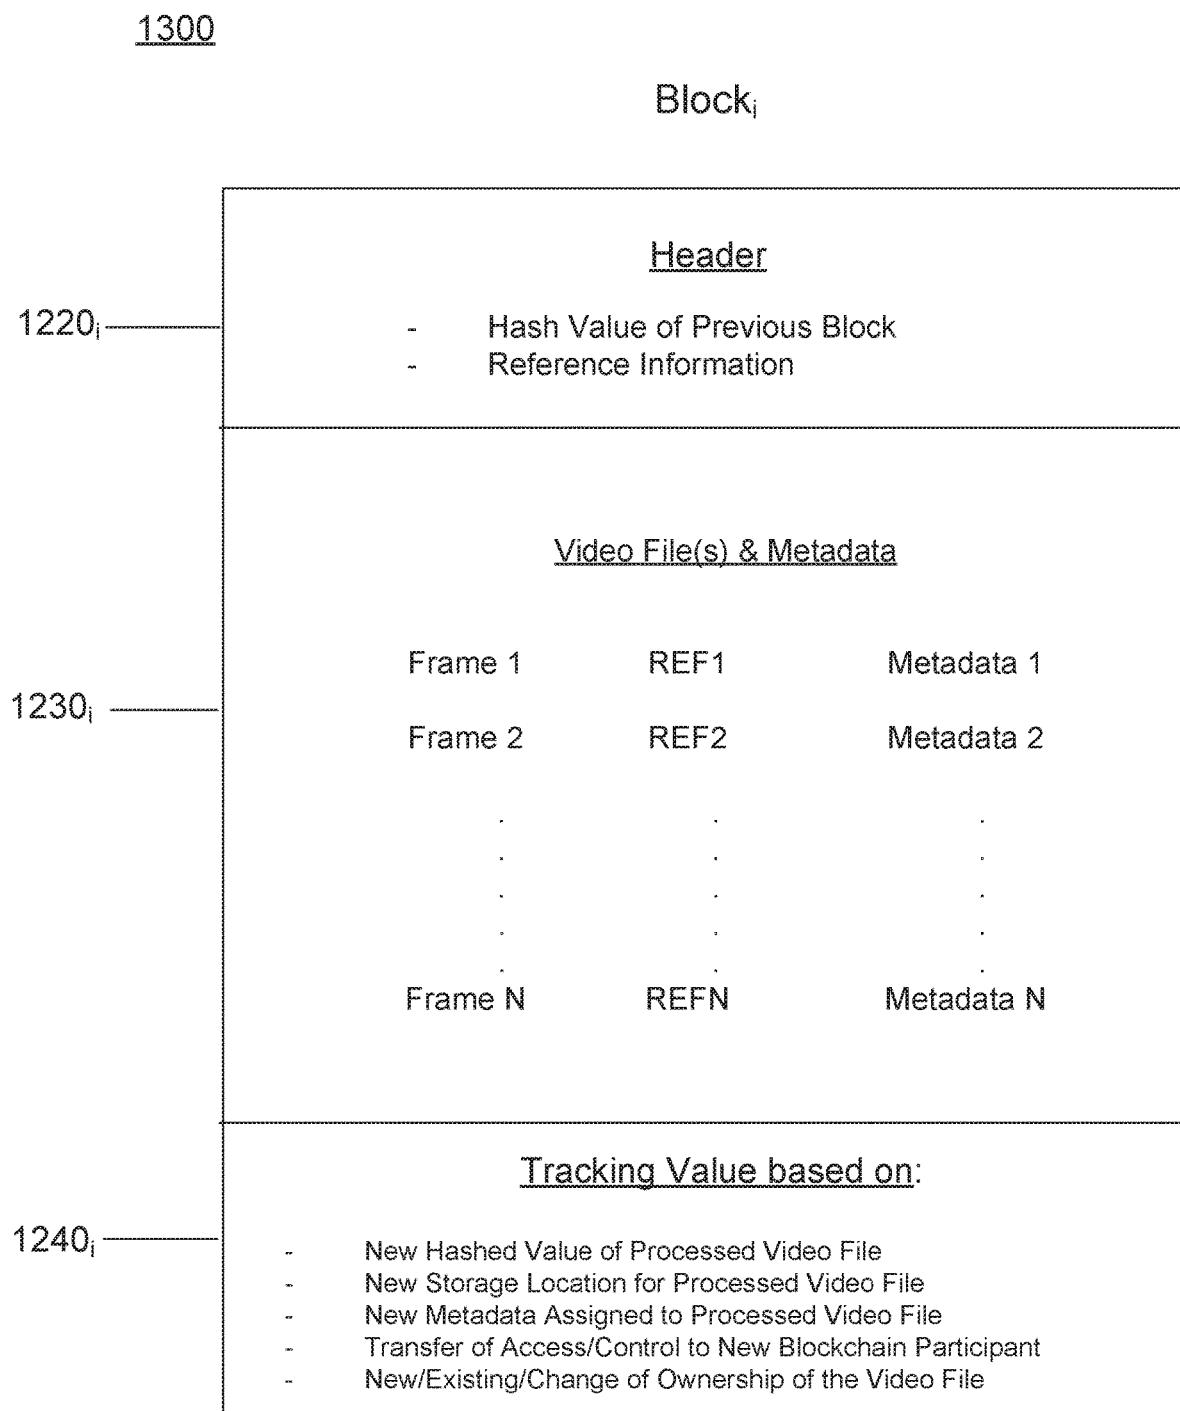 1300
Blockᵢ
Header
1220ᵢ
- Hash Value of Previous Block
- Reference Information
Video File(s) & Metadata
Frame 1 REF1 Metadata 1
1230ᵢ
Frame 2 REF2 Metadata 2
. . .
. . .
. . .
. . .
. . .
Frame N REFN Metadata N
Tracking Value based on:
1240ᵢ
- New Hashed Value of Processed Video File
- New Storage Location for Processed Video File
- New Metadata Assigned to Processed Video File
- Transfer of Access/Control to New Blockchain Participant
- New/Existing/Change of Ownership of the Video File